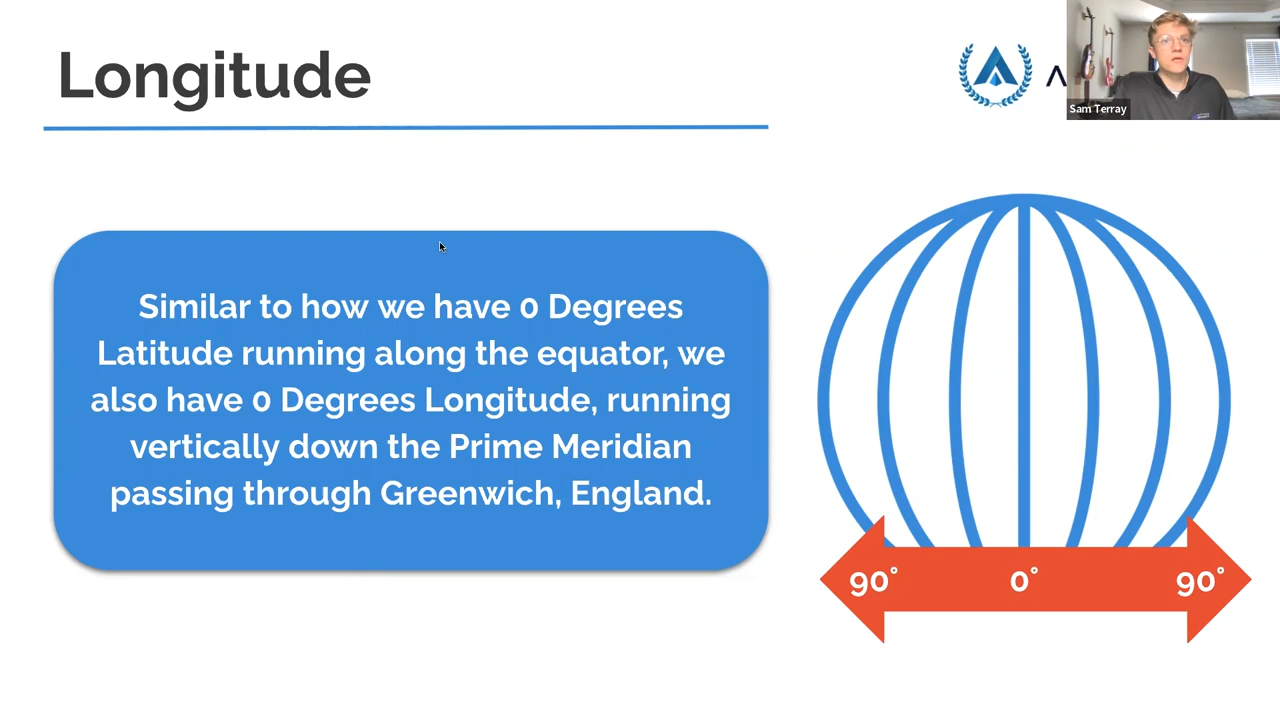 Longitude
Sam Terray
Similar to how we have 0 Degrees
Latitude running along the equator, we
also have 0 Degrees Longitude, running
vertically down the Prime Meridian
passing through Greenwich, England.
90° 0° 90°